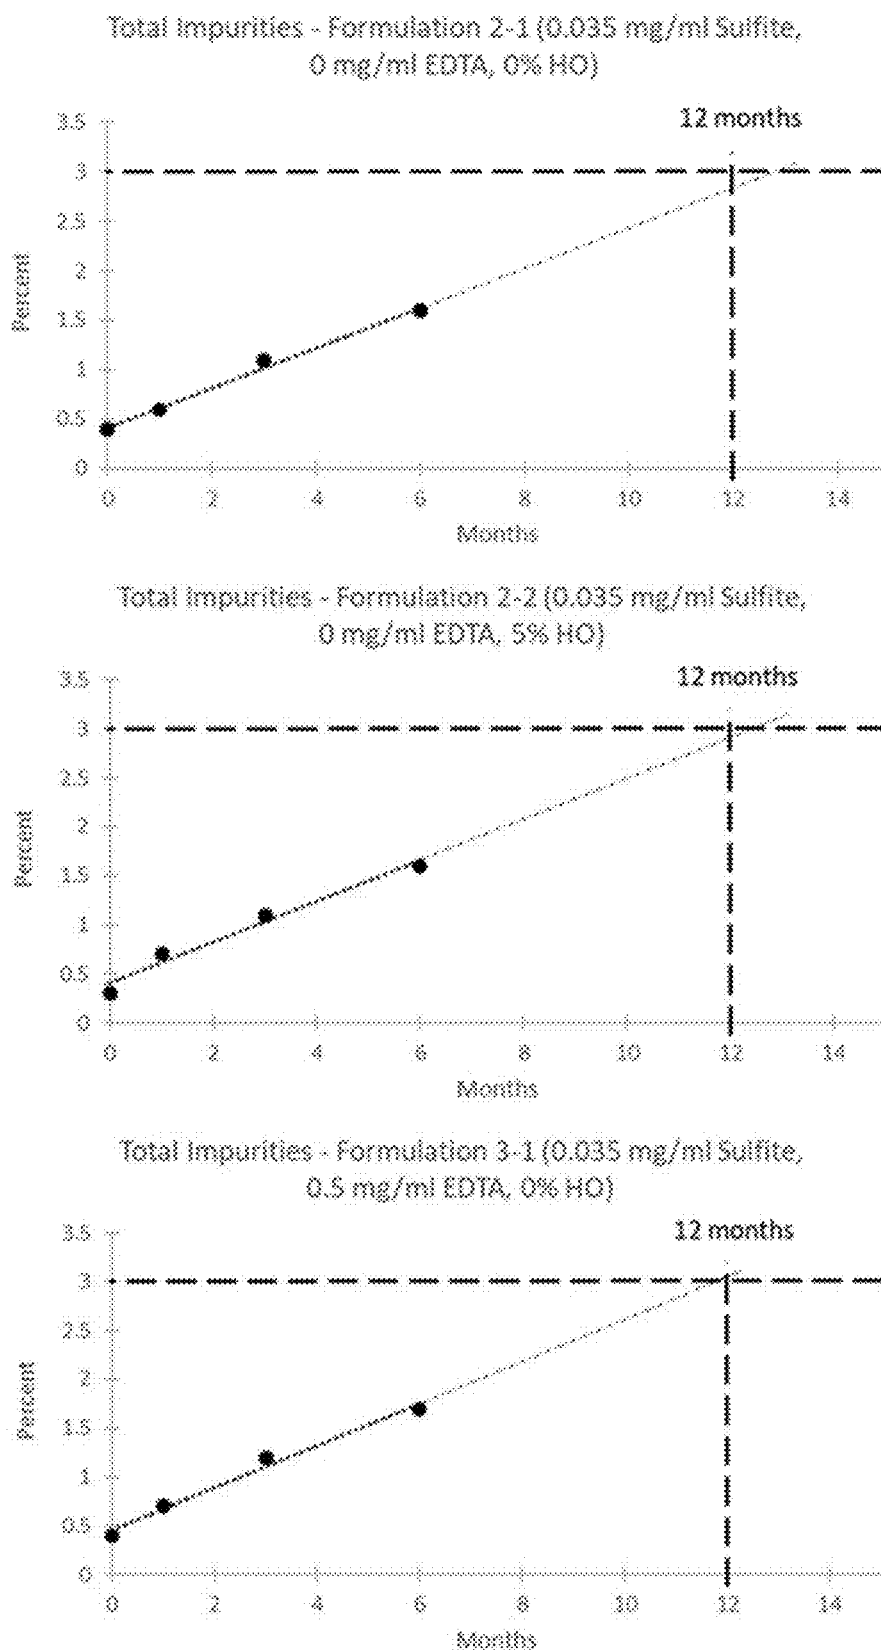 Total Impurities - Formulation 2-1 (0.035 mg/ml Sulfite,
0 mg/ml EDTA, 0% HO)
12 months
3.5
3
2.5
2
1.5
1
0.5
0
Percent
0 2 4 6 8 10 12 14
Months
Total Impurities - Formulation 2-2 (0.035 mg/ml Sulfite,
0 mg/ml EDTA, 5% HO)
12 months
3.5
3
2.5
2
1.5
1
0.5
0
Percent
0 2 4 6 8 10 12 14
Months
Total Impurities - Formulation 3-1 (0.035 mg/ml Sulfite,
0.5 mg/ml EDTA, 0% HO)
12 months
3.5
3
2.5
2
1.5
1
0.5
0
Percent
0 2 4 6 8 10 12 14
Months